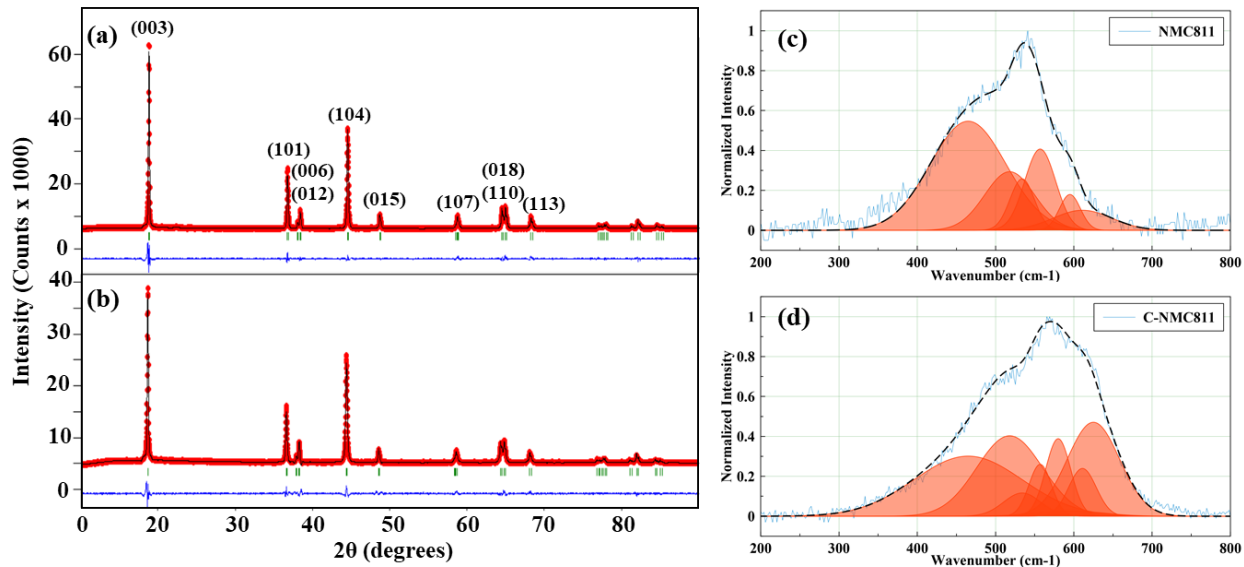 (a)
(003)
(101)
(006)
(012)
(104)
(015)
(107)
(018)
(110)
(113)
60
40
20
0
(b)
40
30
20
10
0
Intensity (Counts x 1000)
0 20 30 40 50 60 70 80
2θ (degrees)
(c)
NMC811
1
0.8
0.6
0.4
0.2
0
Normalized Intensity
200 300 400 500 600 700 800
Wavenumber (cm-1)
(d)
C-NMC811
1
0.8
0.6
0.4
0.2
0
Normalized Intensity
200 300 400 500 600 700 800
Wavenumber (cm-1)